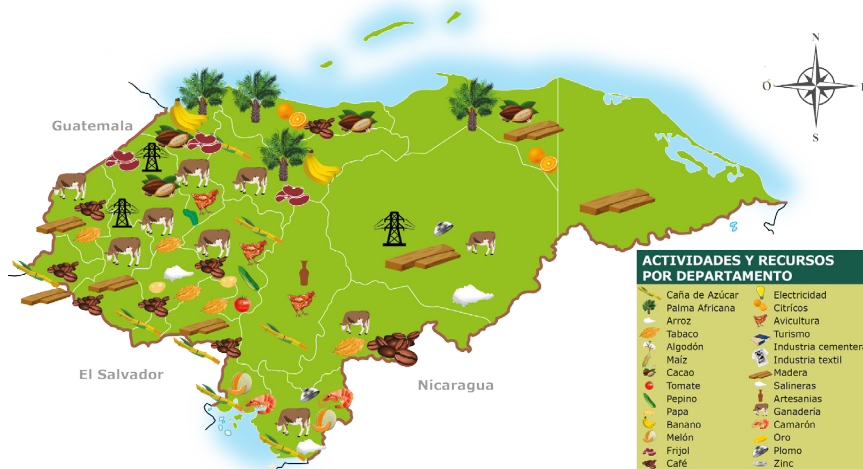 N
O
S
Guatemala
El Salvador
Nicaragua
ACTIVIDADES Y RECURSOS
POR DEPARTAMENTO
Caña de Azúcar
Palma Africana
Arroz
Tabaco
Algodón
Maíz
Cacao
Tomate
Pepino
Papa
Banano
Melón
Frijol
Café
Electricidad
Citrícos
Avicultura
Turismo
Industria cementera
Industria textil
Madera
Salineras
Artesanias
Ganadería
Camarón
Oro
Plomo
Zinc